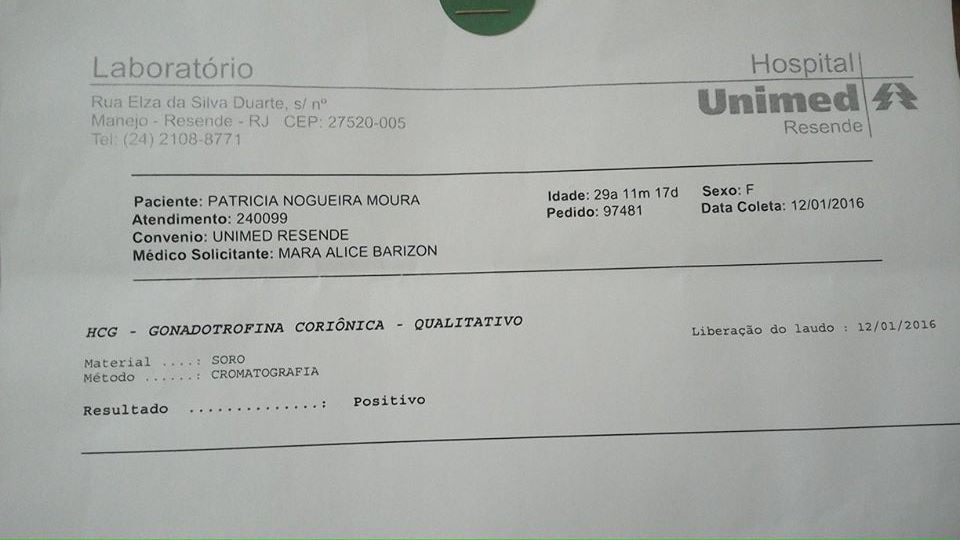 Laboratório
Rua Elza da Silva Duarte, s/ nº
Manejo - Resende - RJ CEP: 27520-005
Tel: (24) 2108-8771
Hospital
Unimed
Resende
Paciente: PATRICIA NOGUEIRA MOURA
Atendimento: 240099
Convenio: UNIMED RESENDE
Médico Solicitante: MARA ALICE BARIZON
Idade: 29a 11m 17d Sexo: F
Pedido: 97481 Data Coleta: 12/01/2016
HCG - GONADOTROFINA CORIÔNICA - QUALITATIVO
Liberação do laudo : 12/01/2016
Material ....: SORO
Método ......: CROMATOGRAFIA
Resultado ..............: Positivo